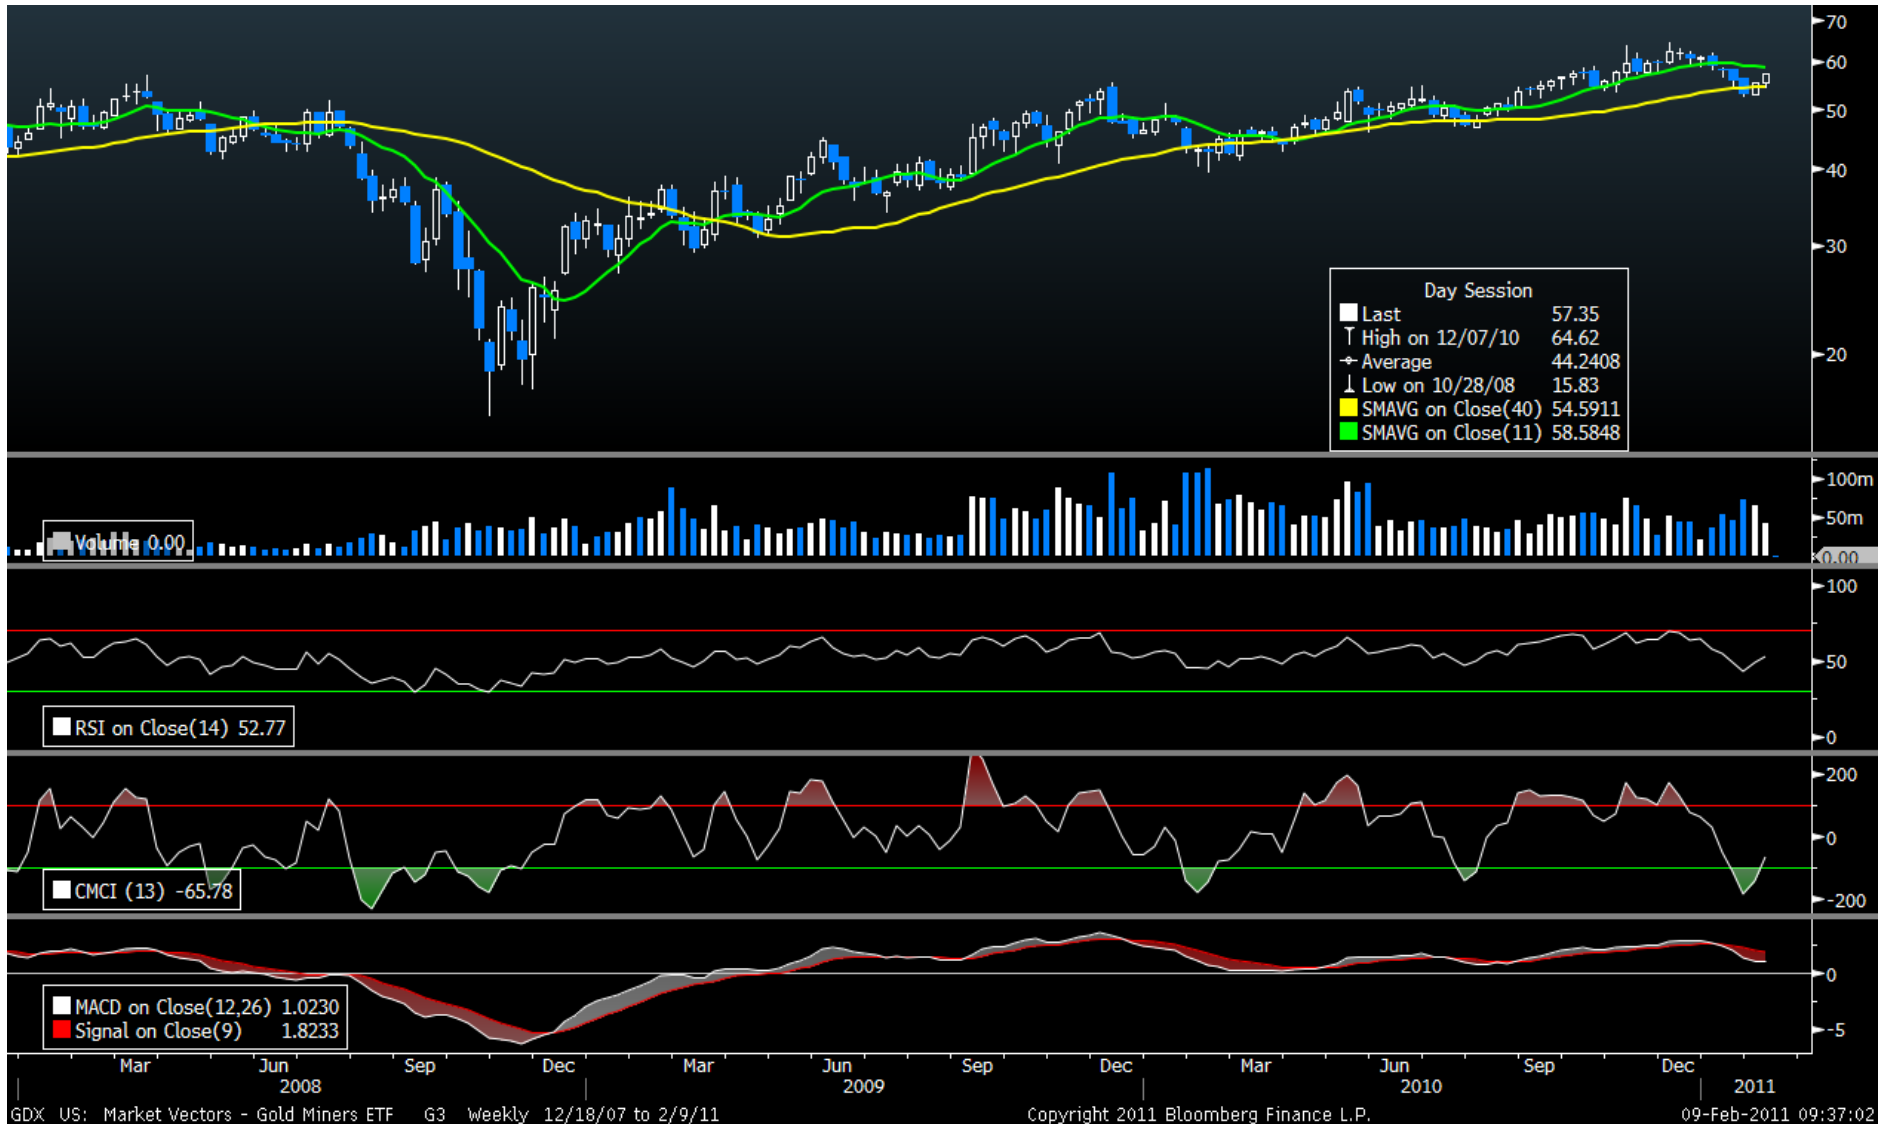 70
60
50
40
30
20
Day Session
Last 57.35
High on 12/07/10 64.62
Average 44.2408
Low on 10/28/08 15.83
SMAVG on Close(40) 54.5911
SMAVG on Close(11) 58.5848
100m
50m
0.00
Volume 0.00
100
50
0
RSI on Close(14) 52.77
200
0
-200
CMCI (13) -65.78
0
-5
MACD on Close(12,26) 1.0230
Signal on Close(9) 1.8233
Mar Jun Sep Dec Mar Jun Sep Dec Mar Jun Sep Dec
2008 2009 2010 2011
GDX US: Market Vectors - Gold Miners ETF G3 Weekly 12/18/07 to 2/9/11 Copyright 2011 Bloomberg Finance L.P. 09-Feb-2011 09:37:02